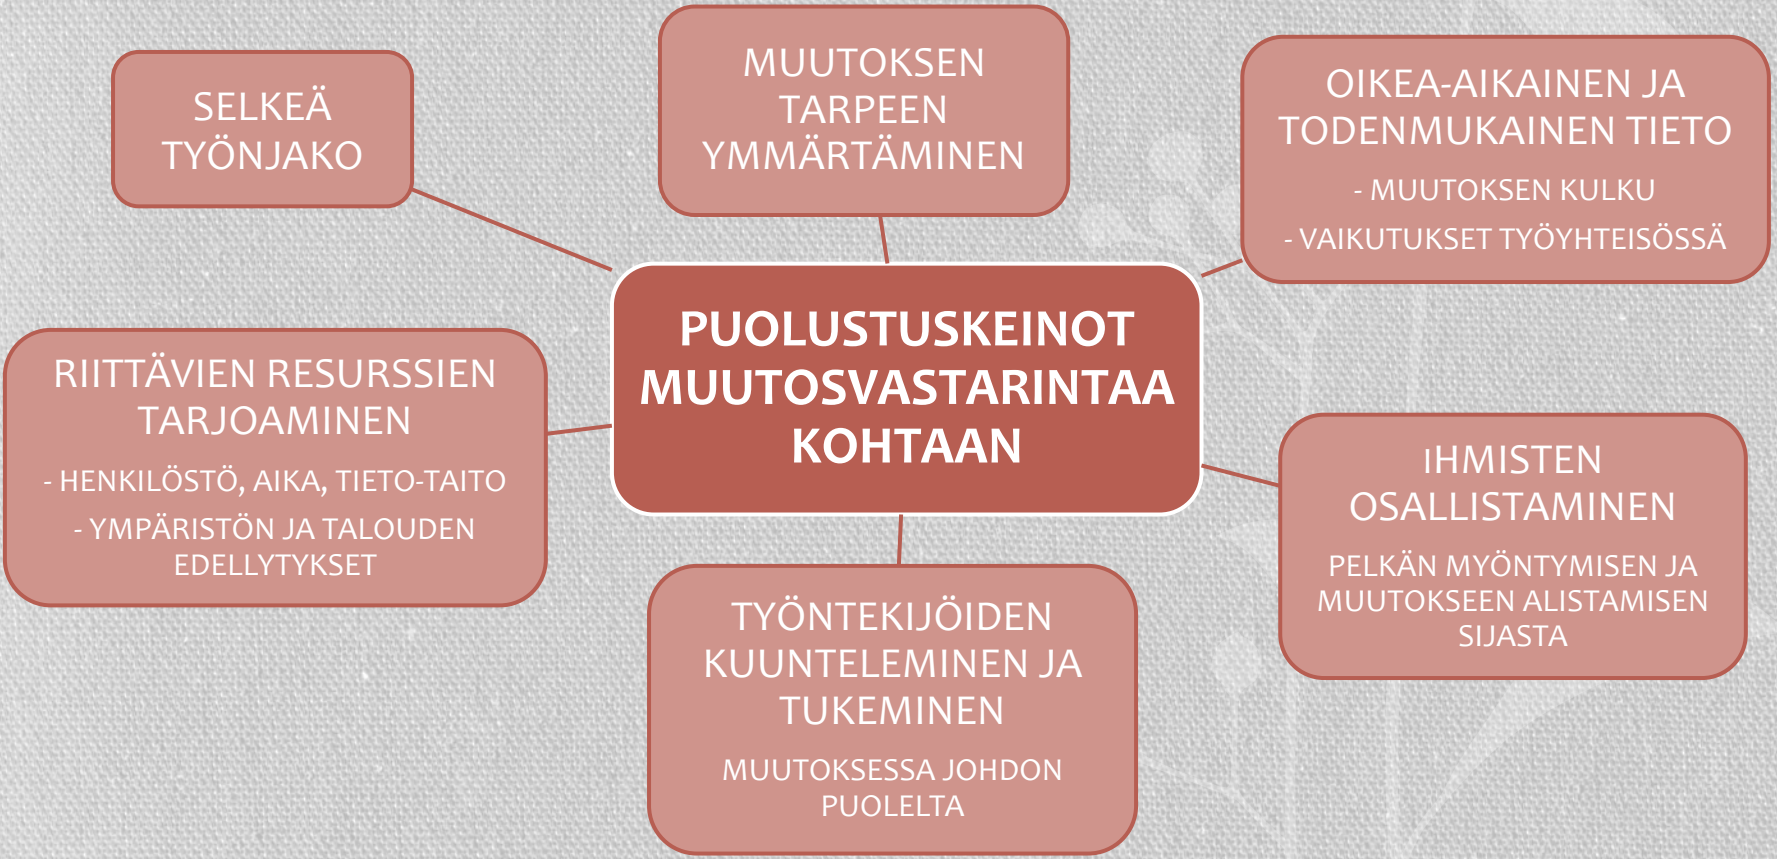 MUUTOKSEN
TARPEEN
YMMÄRTÄMINEN
SELKEÄ
TYÖNJAKO
OIKEA-AIKAINEN JA
TODENMUKAINEN TIETO
- MUUTOKSEN KULKU
- VAIKUTUKSET TYÖYHTEISÖSSÄ
PUOLUSTUSKEINOT
MUUTOSVASTARINTAA
KOHTAAN
RIITTÄVIEN RESURSSIEN
TARJOAMINEN
- HENKILÖSTÖ, AIKA, TIETO-TAITO
- YMPÄRISTÖN JA TALOUDEN
EDELLYTYKSET
IHMISTEN
OSALLISTAMINEN
PELKÄN MYÖNTYMISEN JA
MUUTOKSEEN ALISTAMISEN
SIJASTA
TYÖNTEKIJÖIDEN
KUUNTELEMINEN JA
TUKEMINEN
MUUTOKSESSA JOHDON
PUOLELTA